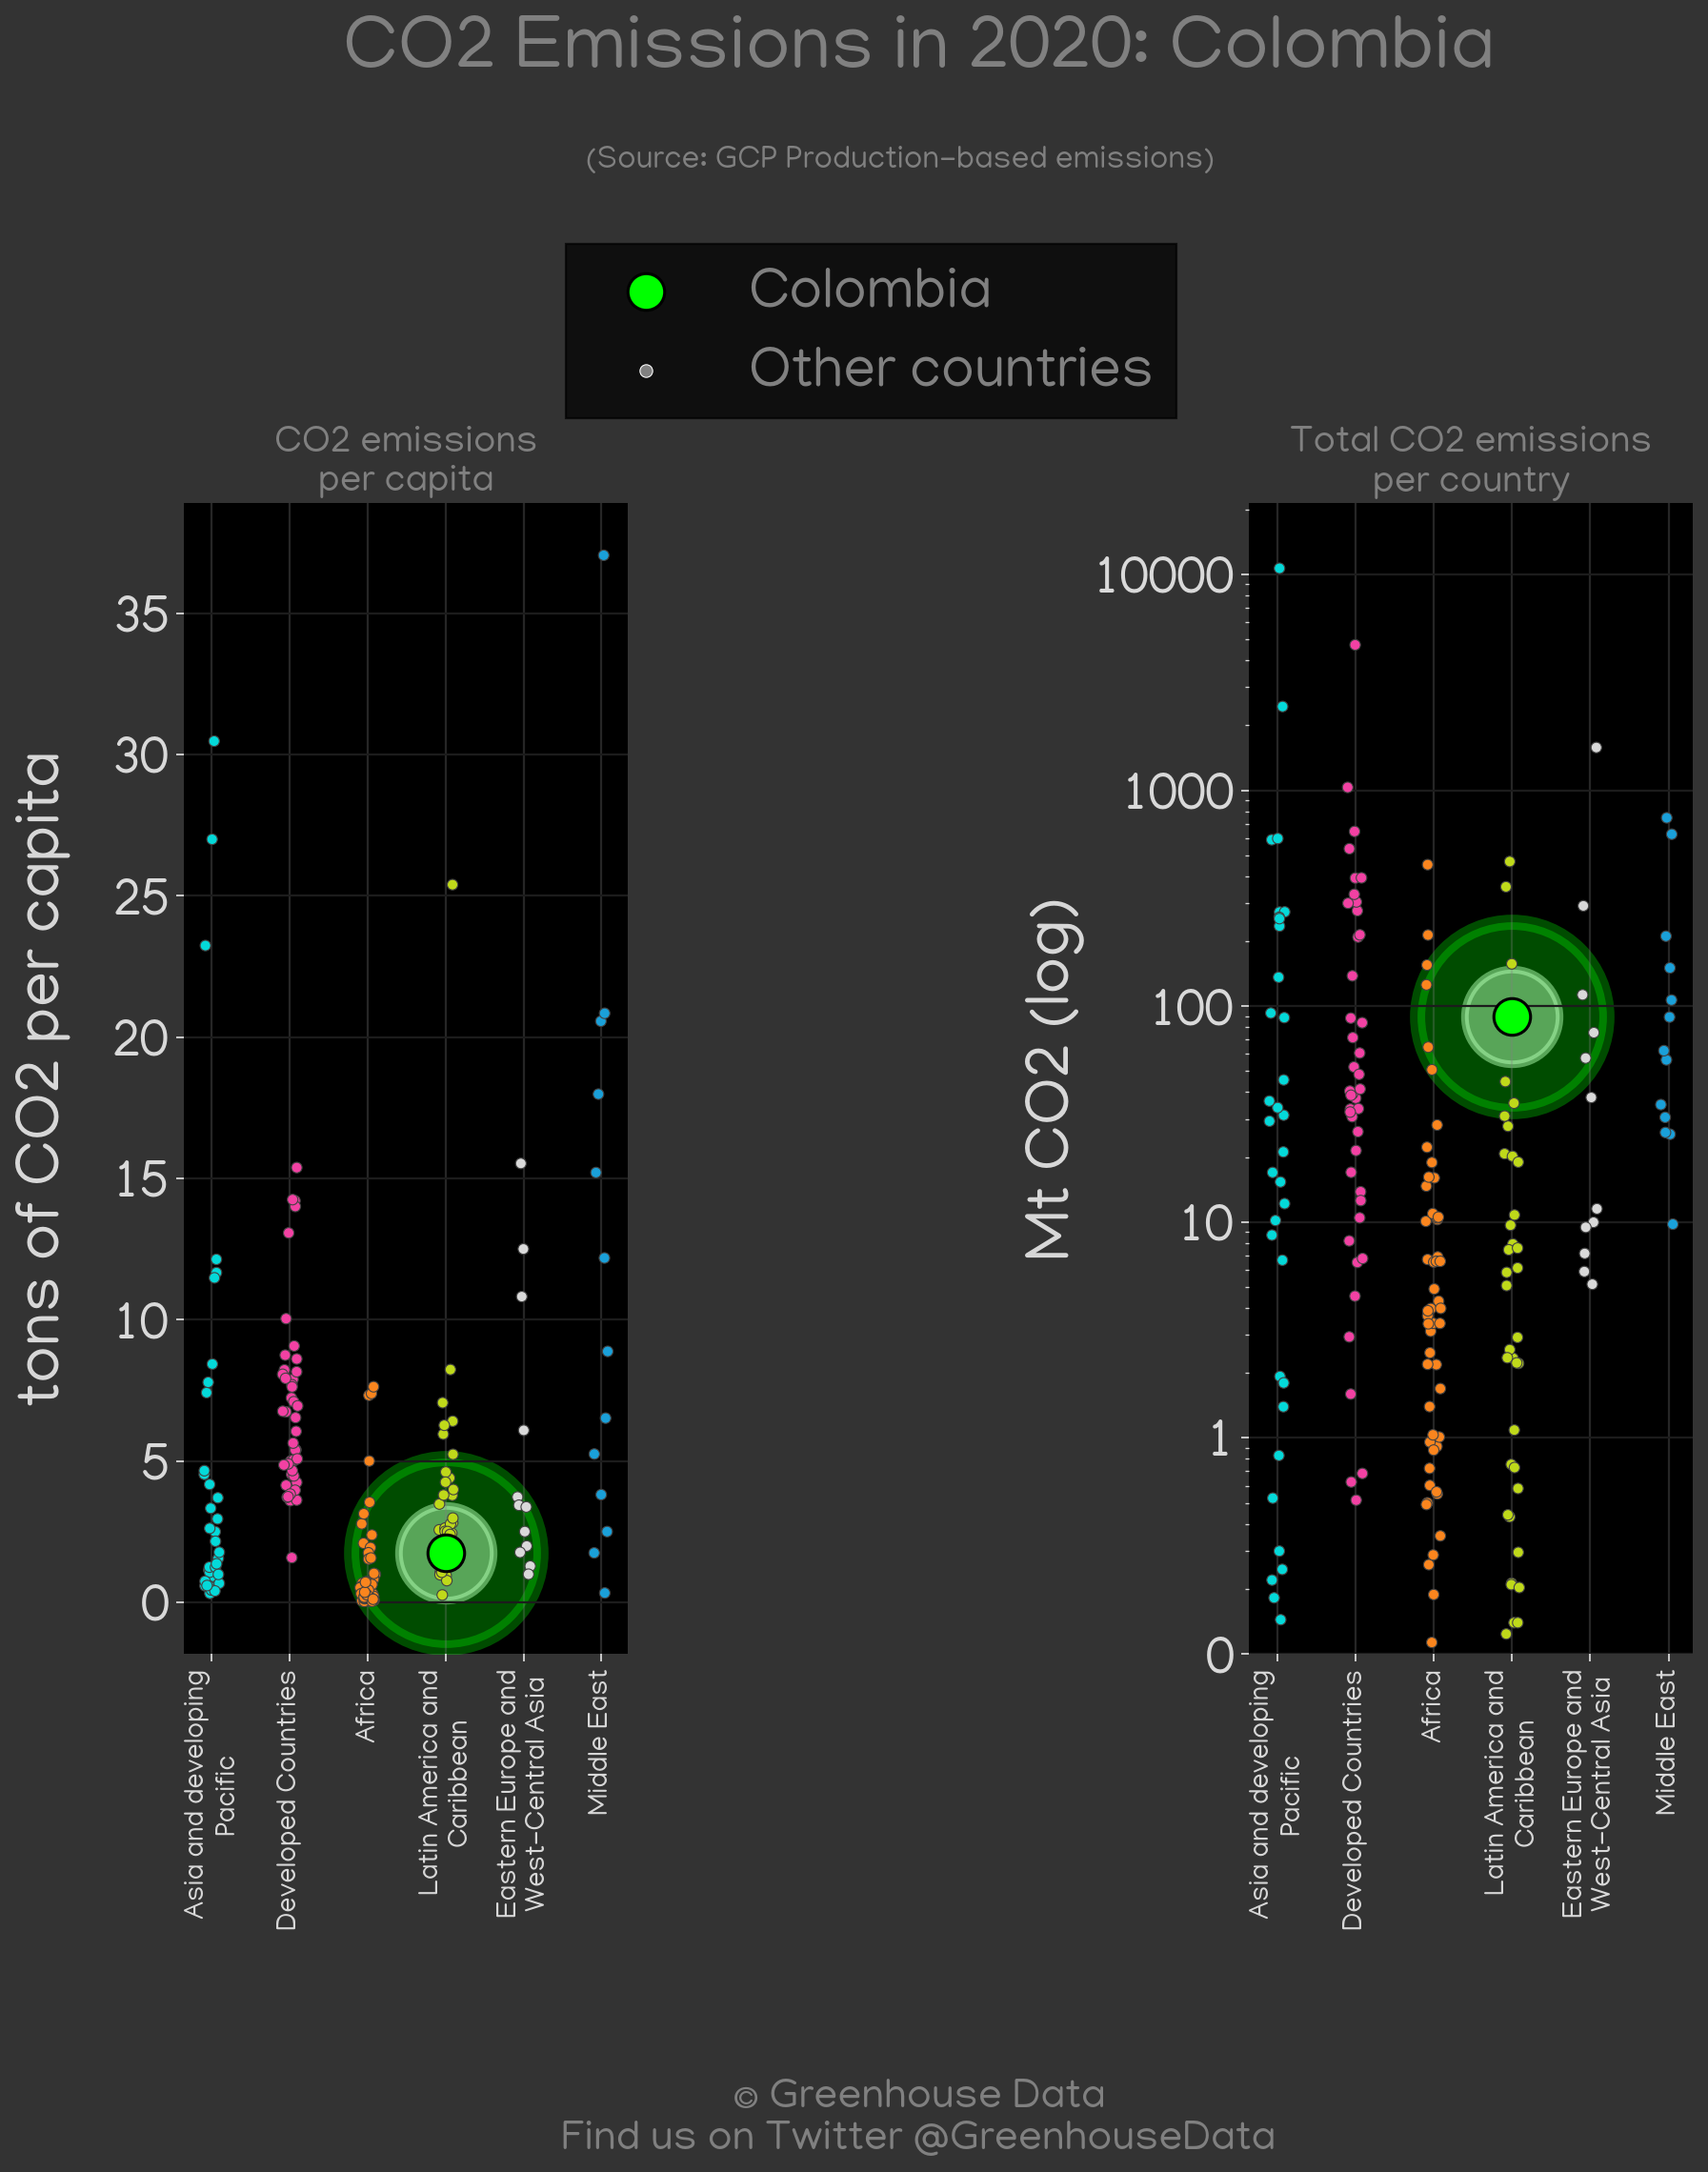 CO2 Emissions in 2020: Colombia
(Source: GCP Production-based emissions)
Colombia
Other countries
CO2 emissions
per capita
tons of CO2 per capita
35
30
25
20
15
10
5
0
Asia and developing
Pacific
Developed Countries
Africa
Latin America and
Caribbean
Eastern Europe and
West-Central Asia
Middle East
Total CO2 emissions
per country
Mt CO2 (log)
10000
1000
100
10
1
0
Asia and developing
Pacific
Developed Countries
Africa
Latin America and
Caribbean
Eastern Europe and
West-Central Asia
Middle East
© Greenhouse Data
Find us on Twitter @GreenhouseData